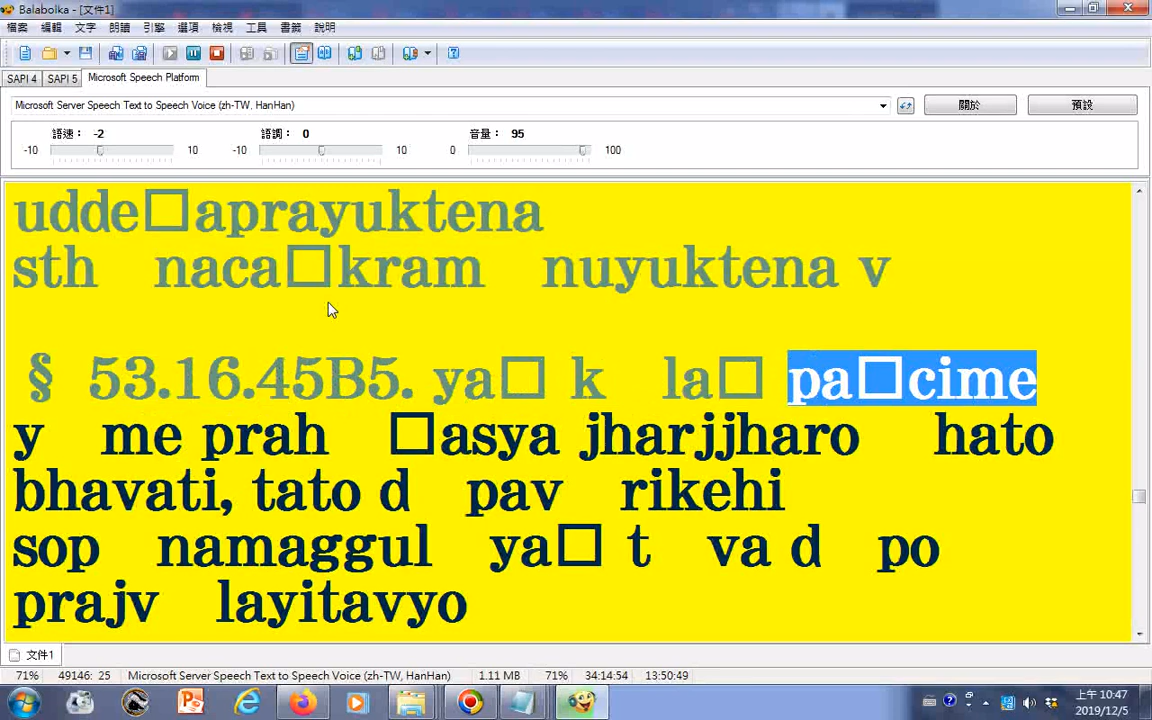 Balabolka - [文件1]
檔案 編輯 文字 朗讀 引擎 選項 檢視 工具 書籤 說明
SAPI 4 SAPI 5 Microsoft Speech Platform
Microsoft Server Speech Text to Speech Voice (zh-TW, HanHan) 關於 預設
語速： -2 語調： 0 音量： 95
-10 10 -10 10 0 100
udde□aprayuktena
sth naca□kram nuyuktena v
§ 53.16.45B5. ya□ k la□ pa□cime
y me prah □asya jharjjharo hato
bhavati, tato d pav rikehi
sop namaggul ya□ t va d po
prajv layitavyo
文件1
71% 49146: 25 Microsoft Server Speech Text to Speech Voice (zh-TW, HanHan) 1.11 MB 71% 34:14:54 13:50:49
上午 10:47
2019/12/5